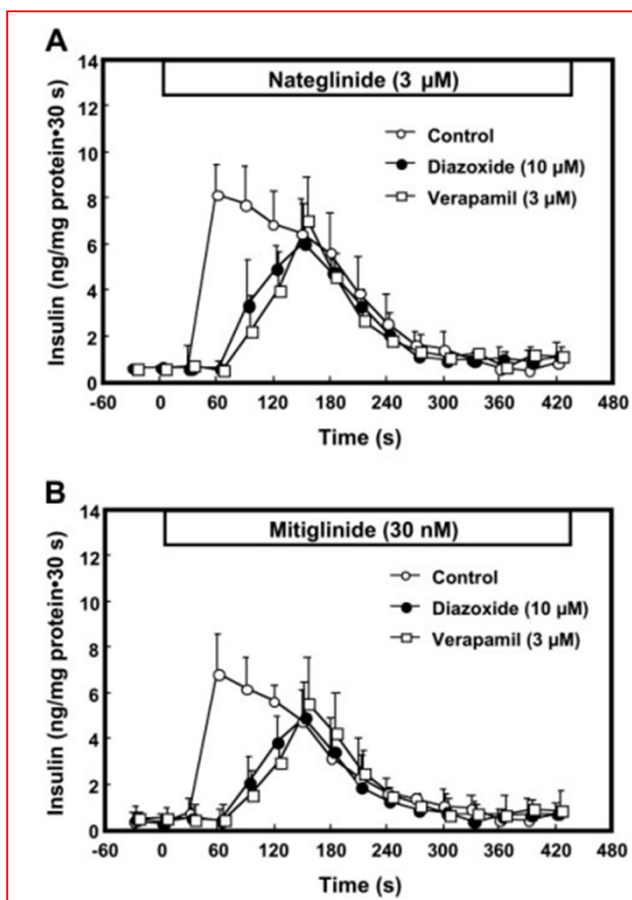 A
14
12
10
8
6
4
2
0
Insulin (ng/mg protein•30 s)
Nateglinide (3 µM)
Control
Diazoxide (10 µM)
Verapamil (3 µM)
-60 0 60 120 180 240 300 360 420 480
Time (s)
B
14
12
10
8
6
4
2
0
Insulin (ng/mg protein•30 s)
Mitiglinide (30 nM)
Control
Diazoxide (10 µM)
Verapamil (3 µM)
-60 0 60 120 180 240 300 360 420 480
Time (s)